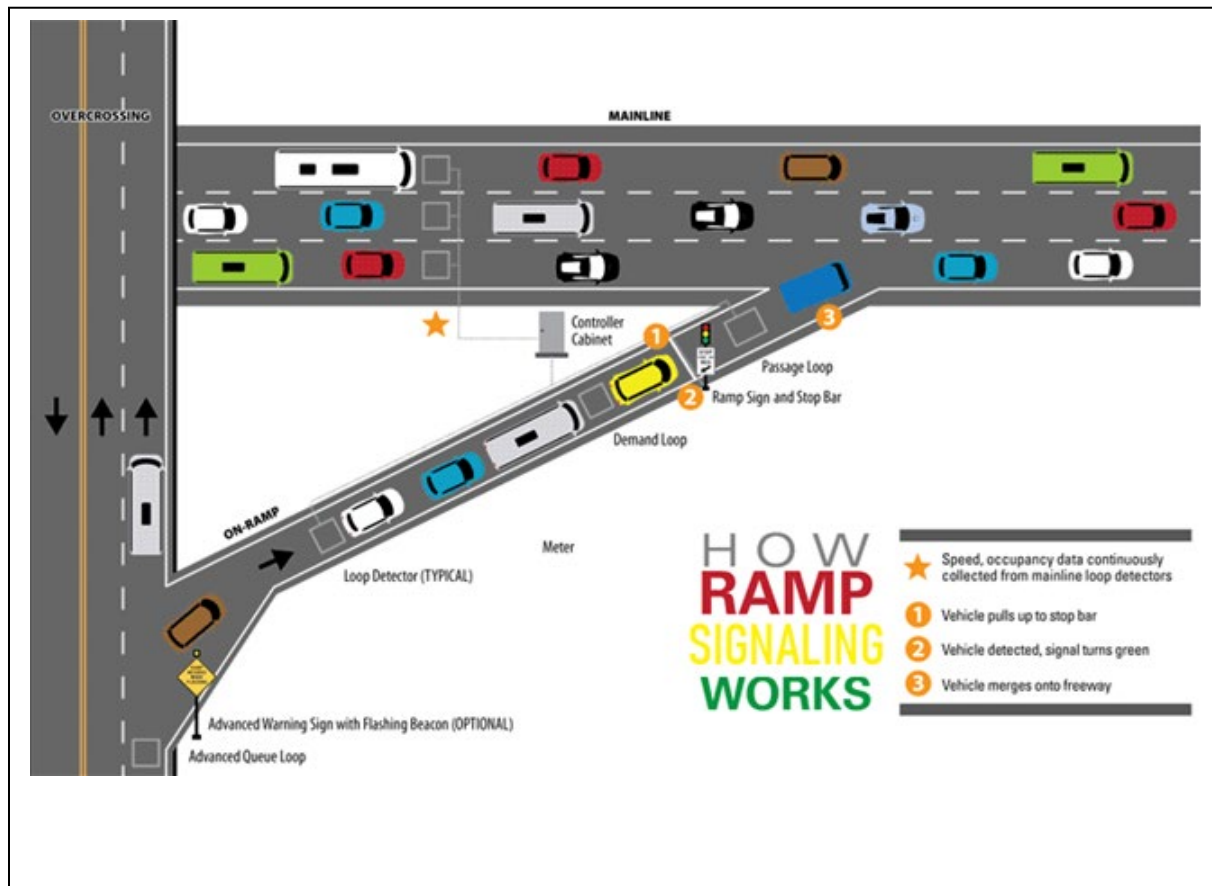 OVERCROSSING
MAINLINE
Controller
Cabinet
1
3
Passage Loop
2
Ramp Sign and Stop Bar
Demand Loop
ON-RAMP
Meter
Loop Detector (TYPICAL)
Advanced Warning Sign with Flashing Beacon (OPTIONAL)
Advanced Queue Loop
HOW
RAMP
SIGNALING
WORKS
Speed, occupancy data continuously
collected from mainline loop detectors
1 Vehicle pulls up to stop bar
2 Vehicle detected, signal turns green
3 Vehicle merges onto freeway